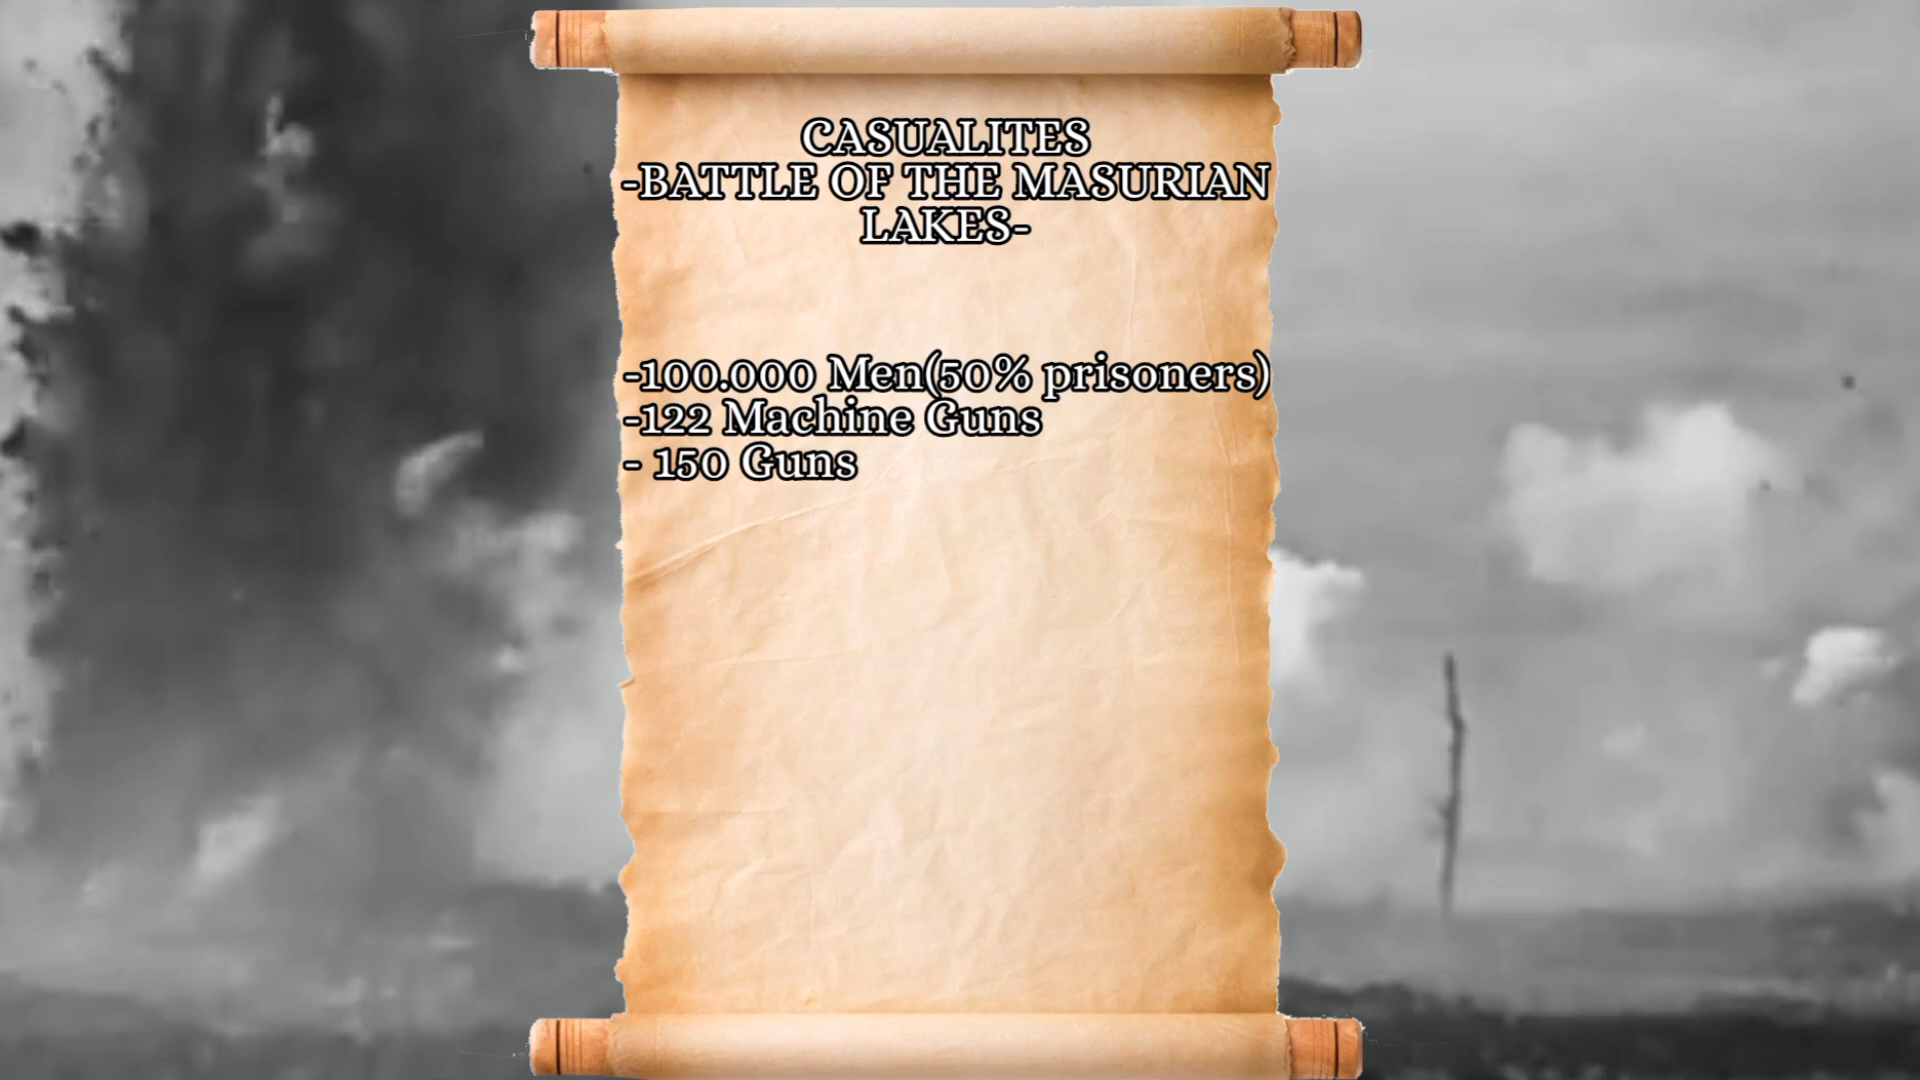 CASUALITES
-BATTLE OF THE MASURIAN
LAKES-
-100.000 Men(50% prisoners)
-122 Machine Guns
- 150 Guns